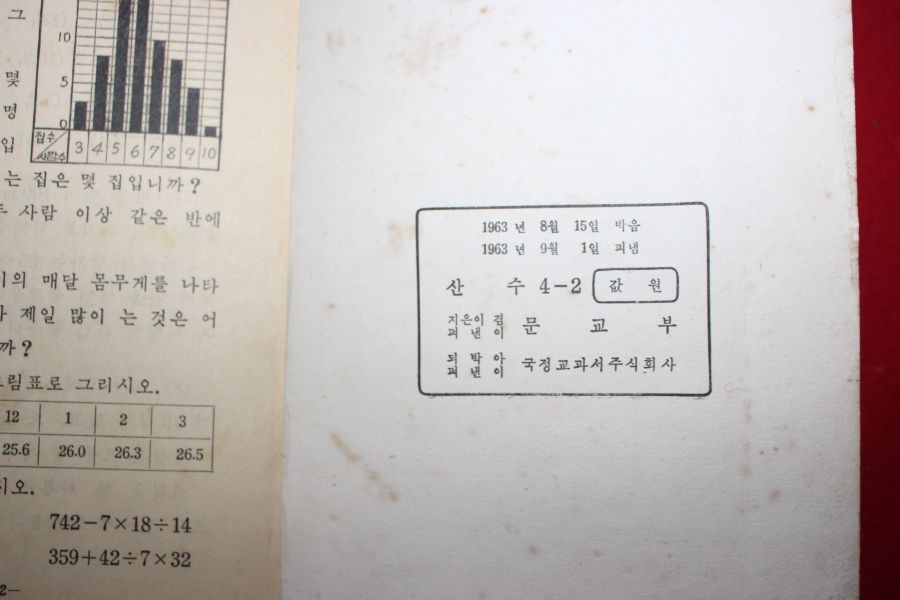 그
10
몇
5
명
0
입
집수
사람수
3 4 5 6 7 8 9 10
는 집은 몇 집입니까?
사람 이상 같은 반에
의 매달 몸무게를 나타
제일 많이 는 것은 어
까?
림표로 그리시오.
12 1 2 3
25.6 26.0 26.3 26.5
시오.
742-7×18÷14
359+42÷7×32
2-
1963 년 8월 15일 박음
1963 년 9월 1일 펴냄
산 수 4-2 값 원
지은이 겸
펴 낸 이 문 교 부
되 박 아
펴 낸 이 국정교과서주식회사